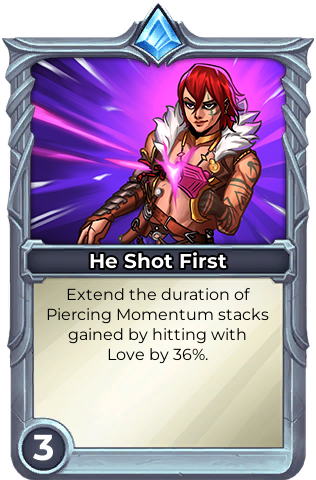 He Shot First
Extend the duration of
Piercing Momentum stacks
gained by hitting with
Love by 36%.
3